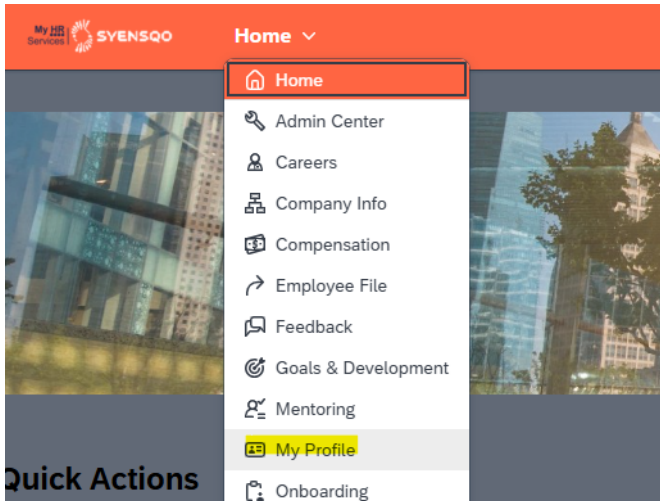 My HR
Services
SYENSQO
Home
Home
Admin Center
Careers
Company Info
Compensation
Employee File
Feedback
Goals & Development
Mentoring
My Profile
Quick Actions
Onboarding